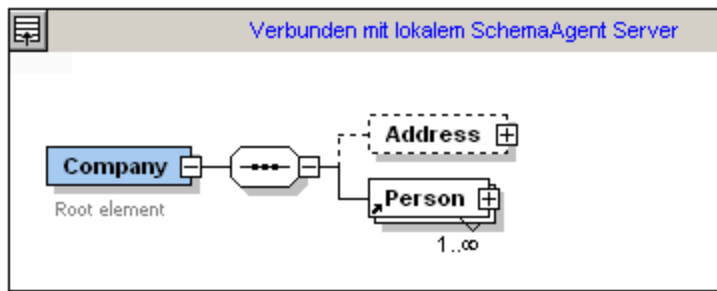 Verbunden mit lokalem SchemaAgent Server
Address
Company
Person
Root element
1..∞